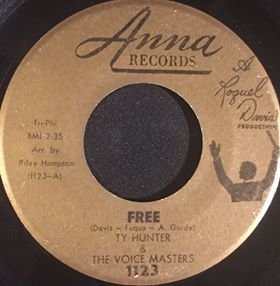 Anna
RECORDS
A
Roquel
Davis
PRODUCTION
Tri-Phi
BMI 2:35
Arr. by
Riley Hampton
(1123-A)
FREE
(Davis - Fuqua - A. Gordy)
TY HUNTER
&
THE VOICE MASTERS
1123